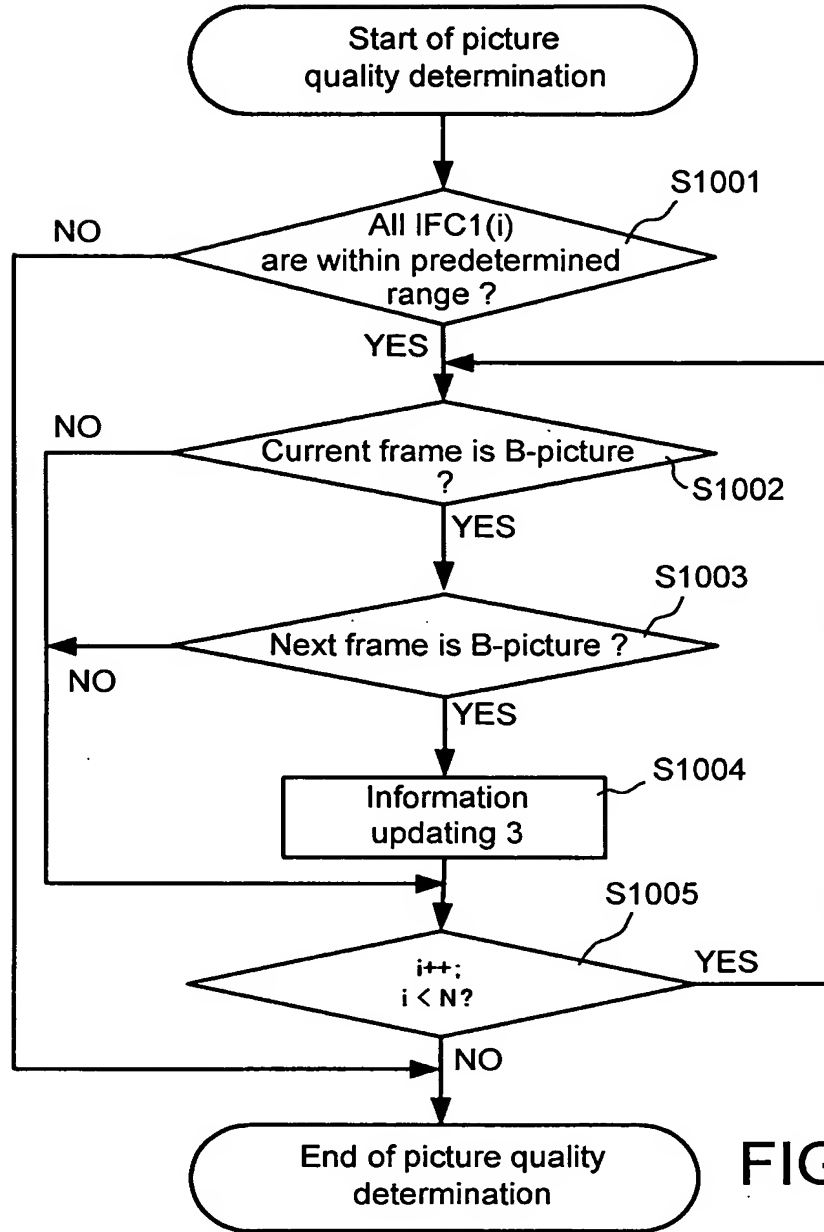 Start of picture
quality determination
S1001
NO
All IFC1(i)
are within predetermined
range ?
YES
NO
Current frame is B-picture
?
S1002
YES
S1003
Next frame is B-picture ?
NO
YES
S1004
Information
updating 3
S1005
i++;
i < N?
YES
NO
End of picture quality
determination
FIG